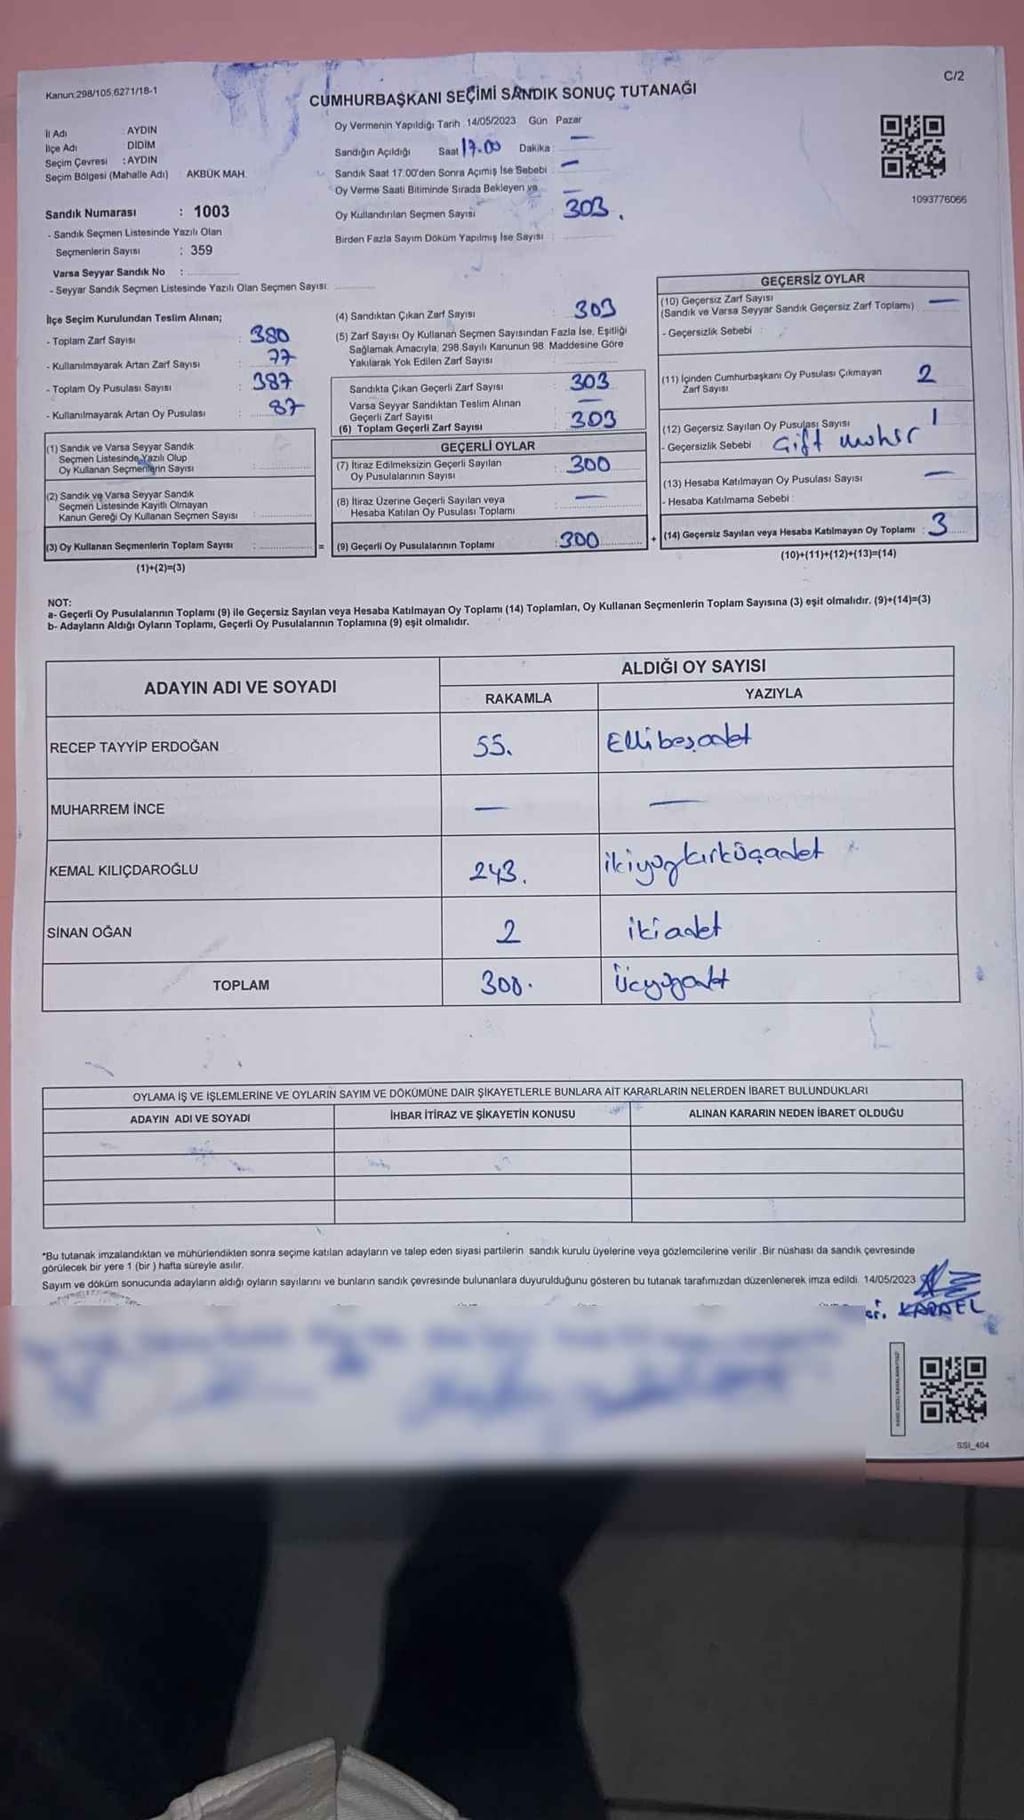 C/2
Kanun:298/105,6271/18-1
CUMHURBAŞKANI SEÇİMİ SANDIK SONUÇ TUTANAĞI
İl Adı : AYDIN
İlçe Adı : DİDİM
Seçim Çevresi : AYDIN
Seçim Bölgesi (Mahalle Adı) AKBÜK MAH.
Sandık Numarası : 1003
- Sandık Seçmen Listesinde Yazılı Olan
Seçmenlerin Sayısı : 359
Varsa Seyyar Sandık No :
- Seyyar Sandık Seçmen Listesinde Yazılı Olan Seçmen Sayısı:
Oy Vermenin Yapıldığı Tarih 14/05/2023 Gün Pazar
Sandığın Açıldığı Saat 17.00 Dakika: —
Sandık Saat 17.00'den Sonra Açımış İse Sebebi —
Oy Verme Saati Bitiminde Sırada Bekleyen ve —
Oy Kullandırılan Seçmen Sayısı 303.
Birden Fazla Sayım Döküm Yapılmış İse Sayısı :
1093776066
İlçe Seçim Kurulundan Teslim Alınan;
- Toplam Zarf Sayısı : 380
- Kullanılmayarak Artan Zarf Sayısı : 77
- Toplam Oy Pusulası Sayısı : 387
- Kullanılmayarak Artan Oy Pusulası : 87
(1) Sandık ve Varsa Seyyar Sandık
Seçmen Listesinde Yazılı Olup
Oy Kullanan Seçmenlerin Sayısı :
(2) Sandık ve Varsa Seyyar Sandık
Seçmen Listesinde Kayıtlı Olmayan
Kanun Gereği Oy Kullanan Seçmen Sayısı :
(3) Oy Kullanan Seçmenlerin Toplam Sayısı : =
(1)+(2)=(3)
(4) Sandıktan Çıkan Zarf Sayısı : 303
(5) Zarf Sayısı Oy Kullanan Seçmen Sayısından Fazla İse, Eşitliği
Sağlamak Amacıyla, 298 Sayılı Kanunun 98. Maddesine Göre
Yakılarak Yok Edilen Zarf Sayısı :
Sandıkta Çıkan Geçerli Zarf Sayısı : 303
Varsa Seyyar Sandıktan Teslim Alınan
Geçerli Zarf Sayısı : —
(6) Toplam Geçerli Zarf Sayısı : 303
GEÇERLİ OYLAR
(7) İtiraz Edilmeksizin Geçerli Sayılan
Oy Pusulalarının Sayısı : 300
(8) İtiraz Üzerine Geçerli Sayılan veya
Hesaba Katılan Oy Pusulası Toplamı : —
(9) Geçerli Oy Pusulalarının Toplamı : 300 +
GEÇERSİZ OYLAR
(10) Geçersiz Zarf Sayısı : —
(Sandık ve Varsa Seyyar Sandık Geçersiz Zarf Toplamı)
- Geçersizlik Sebebi :
(11) İçinden Cumhurbaşkanı Oy Pusulası Çıkmayan
Zarf Sayısı : 2
(12) Geçersiz Sayılan Oy Pusulası Sayısı : 1
- Geçersizlik Sebebi Çift mühür
(13) Hesaba Katılmayan Oy Pusulası Sayısı : —
- Hesaba Katılmama Sebebi :
(14) Geçersiz Sayılan veya Hesaba Katılmayan Oy Toplamı : 3
(10)+(11)+(12)+(13)=(14)
NOT:
a- Geçerli Oy Pusulalarının Toplamı (9) ile Geçersiz Sayılan veya Hesaba Katılmayan Oy Toplamı (14) Toplamları, Oy Kullanan Seçmenlerin Toplam Sayısına (3) eşit olmalıdır. (9)+(14)=(3)
b- Adayların Aldığı Oyların Toplamı, Geçerli Oy Pusulalarının Toplamına (9) eşit olmalıdır.
ADAYIN ADI VE SOYADI ALDIĞI OY SAYISI
RAKAMLA YAZIYLA
RECEP TAYYİP ERDOĞAN 55. Ellibeşadet
MUHARREM İNCE — —
KEMAL KILIÇDAROĞLU 243. ikiyüzkırküçadet
SİNAN OĞAN 2 ikiadet
TOPLAM 300. Üçyüzadet
OYLAMA İŞ VE İŞLEMLERİNE VE OYLARIN SAYIM VE DÖKÜMÜNE DAİR ŞİKAYETLERLE BUNLARA AİT KARARLARIN NELERDEN İBARET BULUNDUKLARI
ADAYIN ADI VE SOYADI İHBAR İTİRAZ VE ŞİKAYETİN KONUSU ALINAN KARARIN NEDEN İBARET OLDUĞU
*Bu tutanak imzalandıktan ve mühürlendikten sonra seçime katılan adayların ve talep eden siyasi partilerin sandık kurulu üyelerine veya gözlemcilerine verilir. Bir nüshası da sandık çevresinde
görülecek bir yere 1 (bir ) hafta süreyle asılır.
Sayım ve döküm sonucunda adayların aldığı oyların sayılarını ve bunların sandık çevresinde bulunanlara duyurulduğunu gösteren bu tutanak tarafımızdan düzenlenerek imza edildi. 14/05/2023
KARAEL
SSI_404